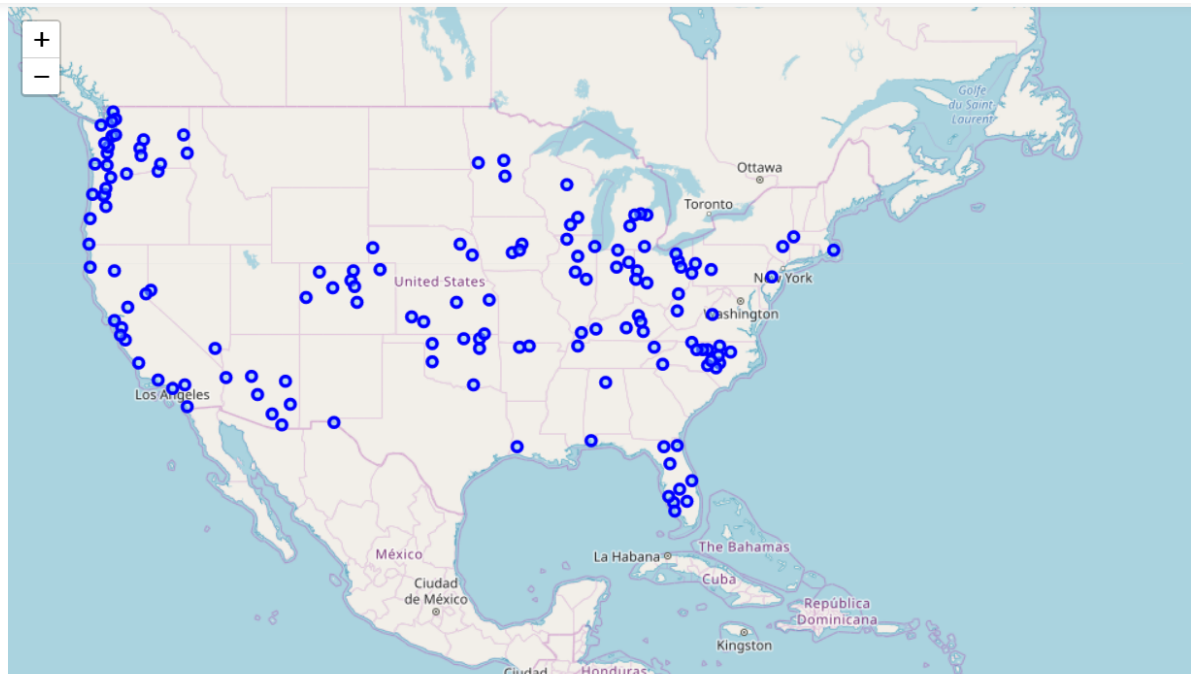 +
−
Golfe
du Saint-
Laurent
Ottawa
Toronto
United States
New York
Washington
Los Angeles
México
La Habana
The Bahamas
Ciudad
de México
Cuba
República
Dominicana
Kingston
Ciudad
Honduras